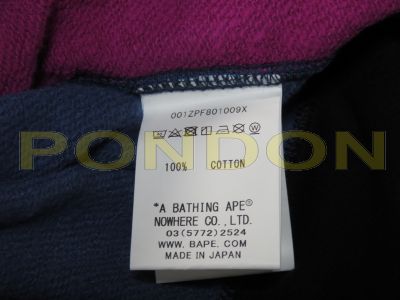 001ZPF801009X
PONDON
100% COTTON
*A BATHING APE®
NOWHERE CO.,LTD.
03(5772)2524
WWW.BAPE.COM
MADE IN JAPAN